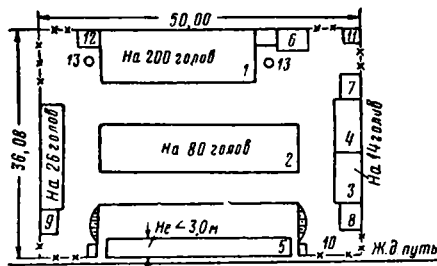 50,00
12
На 200 голов
6
11
13
1
13
7
36,08
На 26 голов
На 80 голов
2
4
На 14 голов
3
9
8
Не < 3,0м
5
10
Ж.д путь